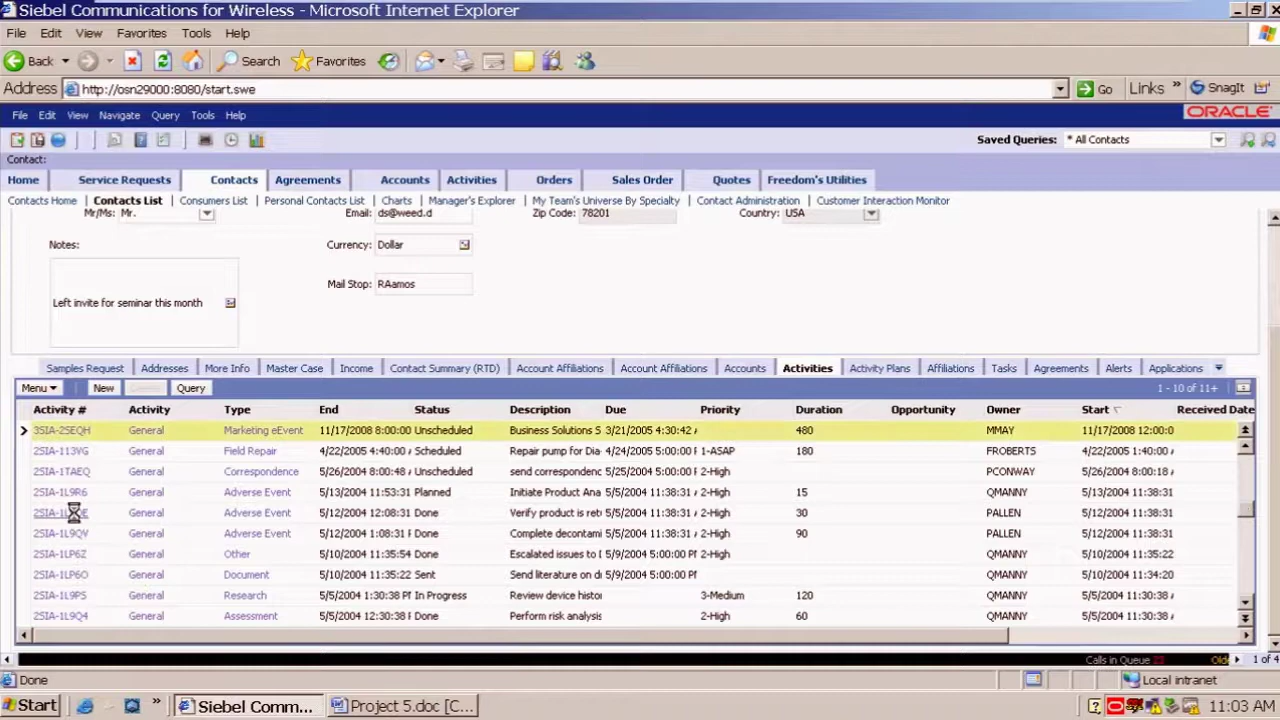 Siebel Communications for Wireless - Microsoft Internet Explorer
File Edit View Favorites Tools Help
Back Search Favorites
Address http://osn29000:8080/start.swe Go Links » SnagIt
File Edit View Navigate Query Tools Help ORACLE
Saved Queries: * All Contacts
Contact:
Home Service Requests Contacts Agreements Accounts Activities Orders Sales Order Quotes Freedom's Utilities
Contacts Home Contacts List Consumers List Personal Contacts List Charts Manager's Explorer My Team's Universe By Specialty Contact Administration Customer Interaction Monitor
Mr/Ms: Mr. Email: ds@weed.d Zip Code: 78201 Country: USA
Notes: Currency: Dollar
Mail Stop: RAamos
Left invite for seminar this month
Samples Request Addresses More Info Master Case Income Contact Summary (RTD) Account Affiliations Account Affiliations Accounts Activities Activity Plans Affiliations Tasks Agreements Alerts Applications
Menu New Query 1 - 10 of 11+
Activity # Activity Type End Status Description Due Priority Duration Opportunity Owner Start Received Date
3SIA-2SEQH General Marketing eEvent 11/17/2008 8:00:00 Unscheduled Business Solutions S 3/21/2005 4:30:42 480 MMAY 11/17/2008 12:00:0
2SIA-113VG General Field Repair 4/22/2005 4:40:00 Scheduled Repair pump for Dia 4/24/2005 5:00:00 1-ASAP 180 FROBERTS 4/22/2005 1:40:00
2SIA-1TAEQ General Correspondence 5/26/2004 8:00:48 Unscheduled send correspondenc 5/25/2004 5:00:00 2-High PCONWAY 5/26/2004 8:00:18
2SIA-1L9R6 General Adverse Event 5/13/2004 11:53:31 Planned Initiate Product Ana 5/5/2004 11:38:31 2-High 15 QMANNY 5/13/2004 11:38:31
General Adverse Event 5/12/2004 12:08:31 Done Verify product is ret 5/5/2004 11:38:31 2-High 30 PALLEN 5/12/2004 11:38:31
2SIA-1L9QV General Adverse Event 5/12/2004 1:08:31 Done Complete decontami 5/5/2004 11:38:31 2-High 90 PALLEN 5/12/2004 11:38:31
2SIA-1LP6Z General Other 5/10/2004 11:35:54 Done Escalated issues to 5/9/2004 5:00:00 2-High QMANNY 5/10/2004 11:35:22
2SIA-1LP6O General Document 5/10/2004 11:35:22 Sent Send literature on d 5/9/2004 5:00:00 QMANNY 5/10/2004 11:34:20
2SIA-1L9PS General Research 5/5/2004 1:30:38 In Progress Review device histor 3-Medium 120 QMANNY 5/5/2004 11:38:31
2SIA-1L9Q4 General Assessment 5/5/2004 12:30:38 Done Perform risk analysis 2-High 60 QMANNY 5/5/2004 11:38:31
Calls in Queue 1 of 4
Done Local intranet
Start » Siebel Comm... Project 5.doc [C... 11:03 AM